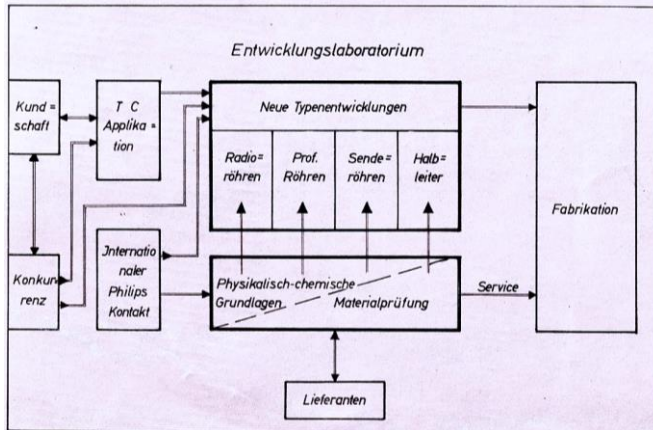 Entwicklungslaboratorium
Kund=
schaft
T C
Applika=
tion
Neue Typenentwicklungen
Radio=
röhren
Prof.
Röhren
Sende=
röhren
Halb=
leiter
Fabrikation
Konkur=
renz
Jnternatio=
naler
Philips
Kontakt
Physikalisch-chemische
Grundlagen
Materialprüfung
Service
Lieferanten